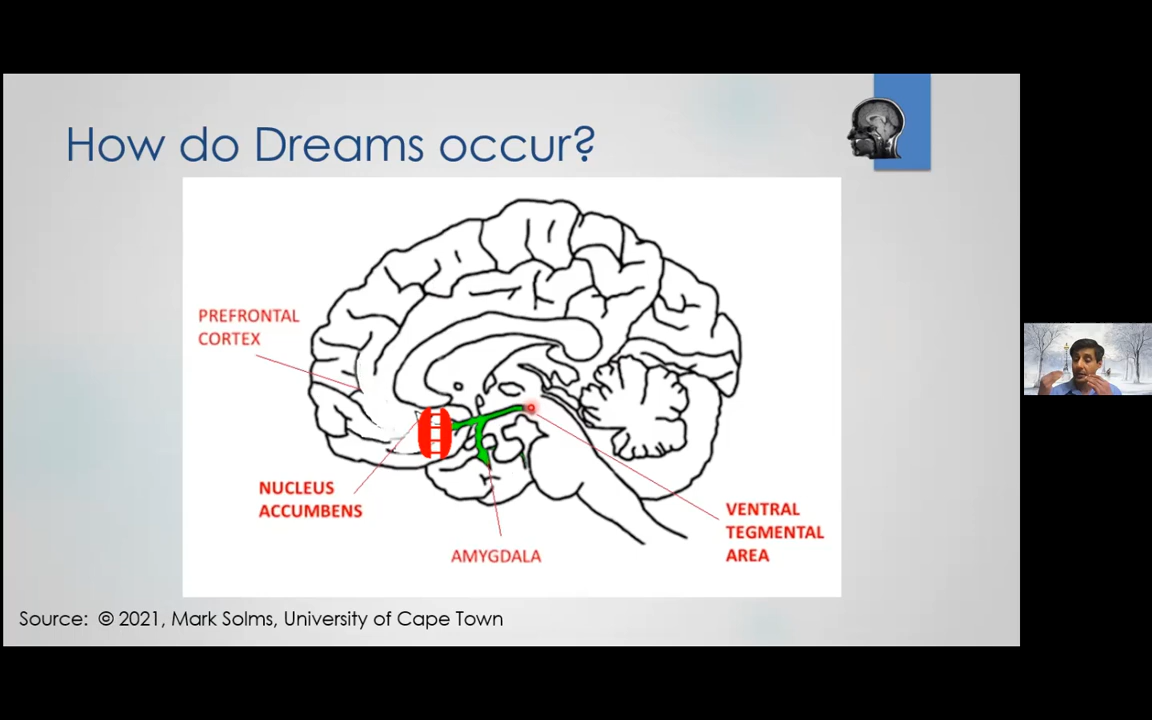 How do Dreams occur?
PREFRONTAL
CORTEX
NUCLEUS
ACCUMBENS
AMYGDALA
VENTRAL
TEGMENTAL
AREA
Source:  © 2021, Mark Solms, University of Cape Town